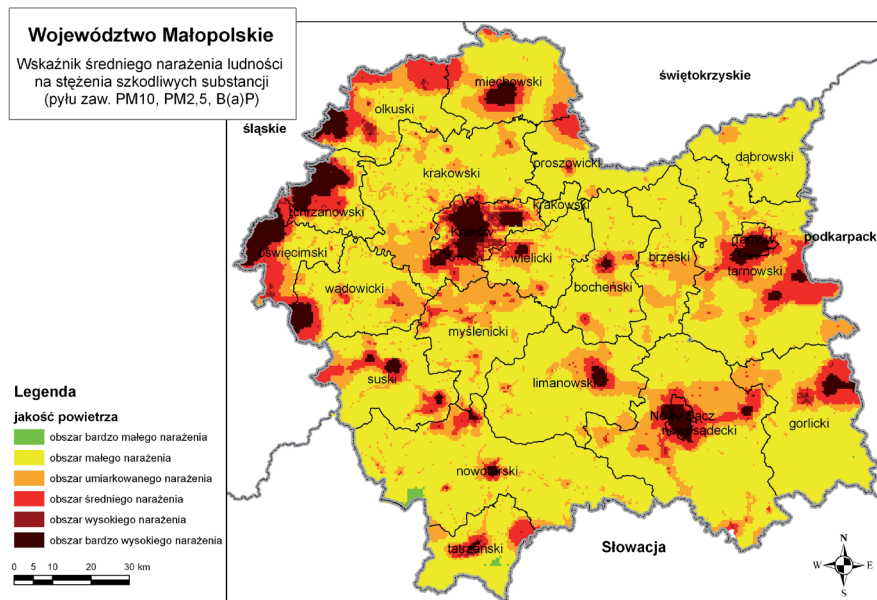 Województwo Małopolskie
Wskaźnik średniego narażenia ludności
na stężenia szkodliwych substancji
(pyłu zaw. PM10, PM2,5, B(a)P)
świętokrzyskie
miechowski
olkuski
śląskie
proszowicki
dąbrowski
krakowski
krakowski
chrzanowski
Kraków
Tarnów
podkarpack
oświęcimski
wielicki
brzeski
tarnowski
wadowicki
bocheński
myślenicki
suski
limanowski
Nowy Sącz
nowosądecki
gorlicki
nowotarski
tatrzański
Słowacja
Legenda
jakość powietrza
obszar bardzo małego narażenia
obszar małego narażenia
obszar umiarkowanego narażenia
obszar średniego narażenia
obszar wysokiego narażenia
obszar bardzo wysokiego narażenia
0 5 10 20 30 km
N
W E
S